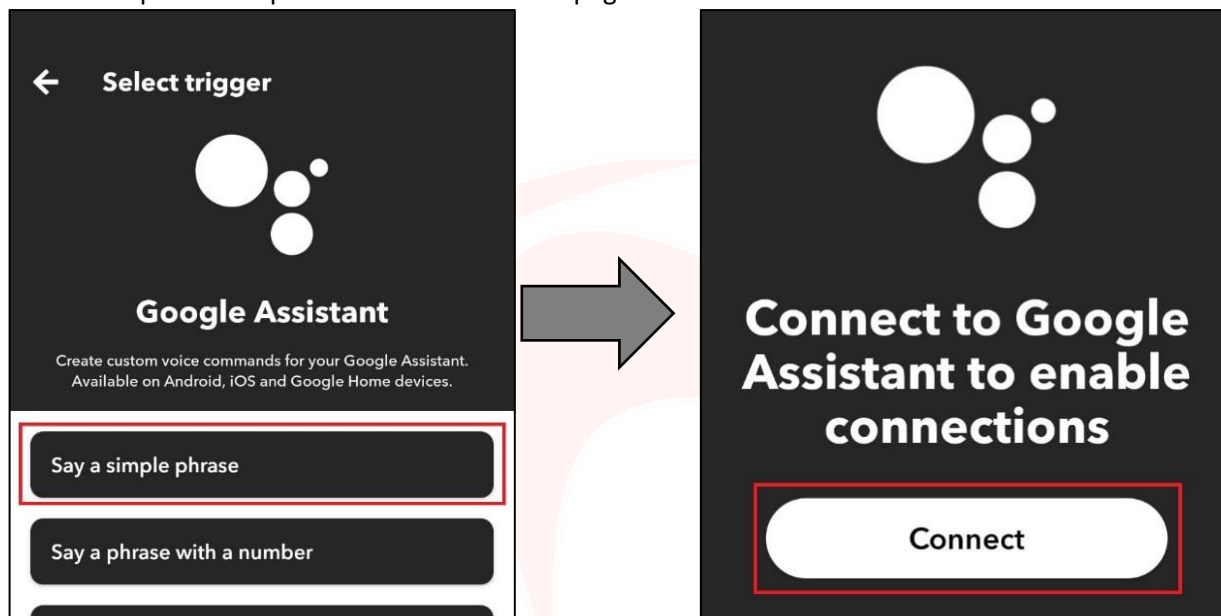 Select trigger
Google Assistant
Create custom voice commands for your Google Assistant.
Available on Android, iOS and Google Home devices.
Say a simple phrase
Say a phrase with a number
Connect to Google
Assistant to enable
connections
Connect